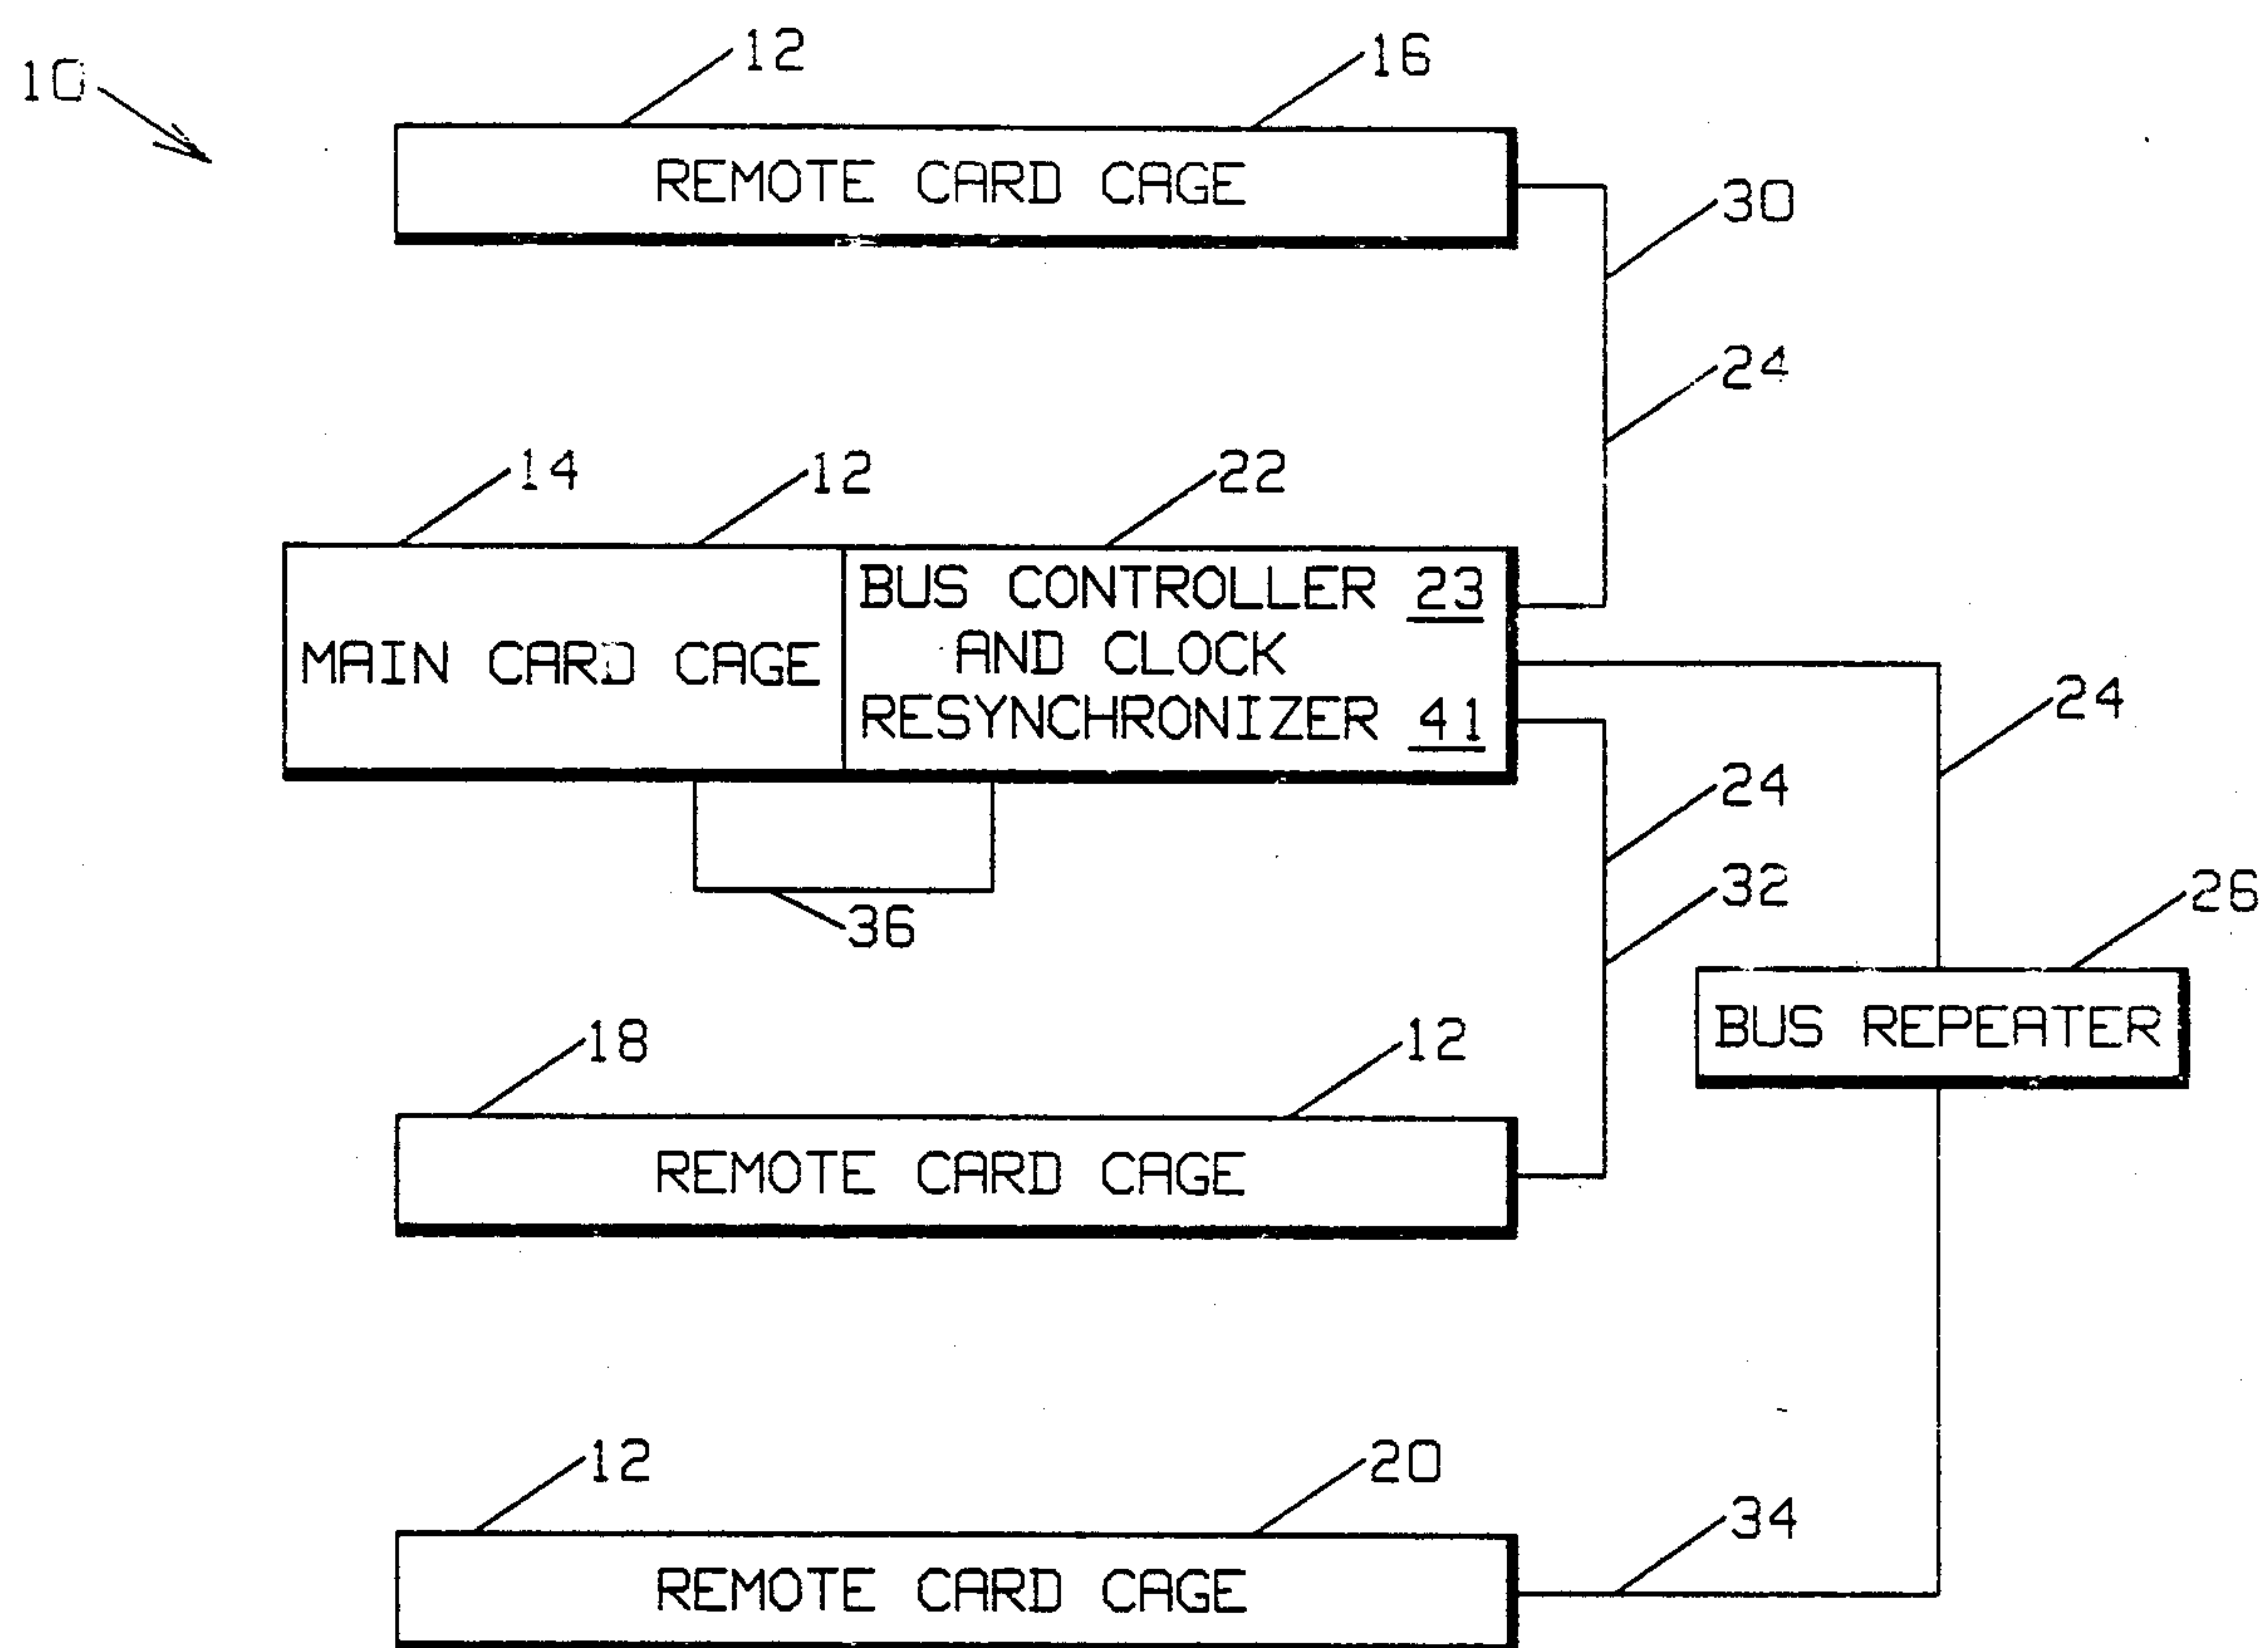 10
12
16
REMOTE CARD CAGE
30
24
14
12
22
BUS CONTROLLER 23
MAIN CARD CAGE
AND CLOCK
RESYNCHRONIZER 41
24
24
32
36
26
BUS REPEATER
18
12
REMOTE CARD CAGE
12
20
34
REMOTE CARD CAGE